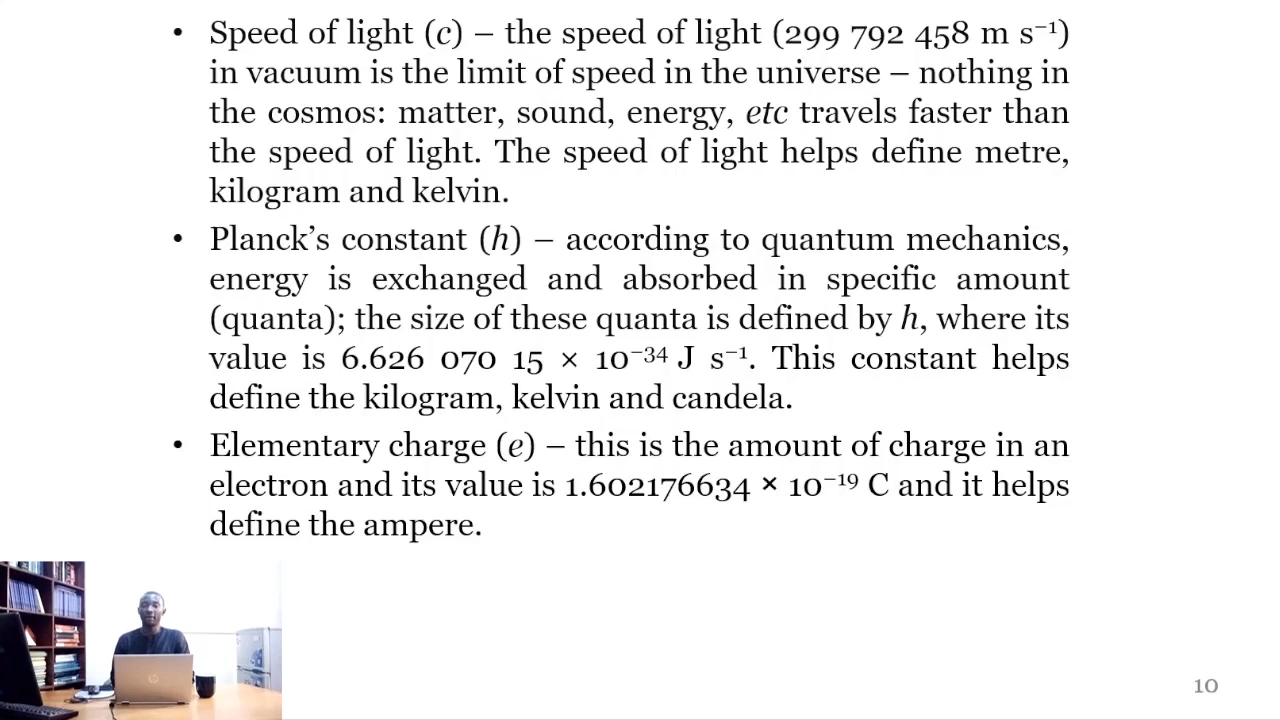 • Speed of light (c) – the speed of light (299 792 458 m s⁻¹)
in vacuum is the limit of speed in the universe – nothing in
the cosmos: matter, sound, energy, etc travels faster than
the speed of light. The speed of light helps define metre,
kilogram and kelvin.
• Planck’s constant (h) – according to quantum mechanics,
energy is exchanged and absorbed in specific amount
(quanta); the size of these quanta is defined by h, where its
value is 6.626 070 15 × 10⁻³⁴ J s⁻¹. This constant helps
define the kilogram, kelvin and candela.
• Elementary charge (e) – this is the amount of charge in an
electron and its value is 1.602176634 × 10⁻¹⁹ C and it helps
define the ampere.
10